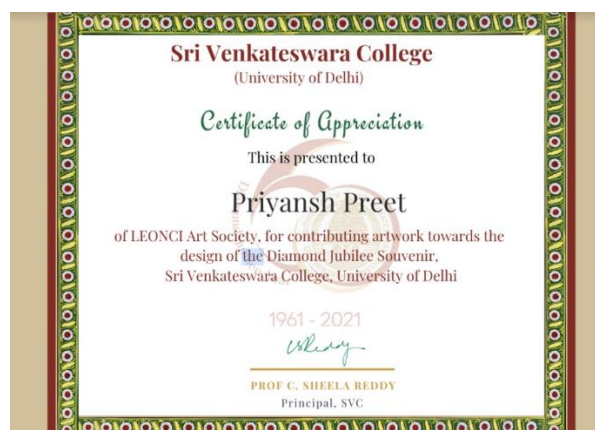 Sri Venkateswara College
(University of Delhi)
Certificate of Appreciation
This is presented to
Priyansh Preet
of LEONCI Art Society, for contributing artwork towards the
design of the Diamond Jubilee Souvenir,
Sri Venkateswara College, University of Delhi
1961 - 2021
PROF C. SHEELA REDDY
Principal, SVC